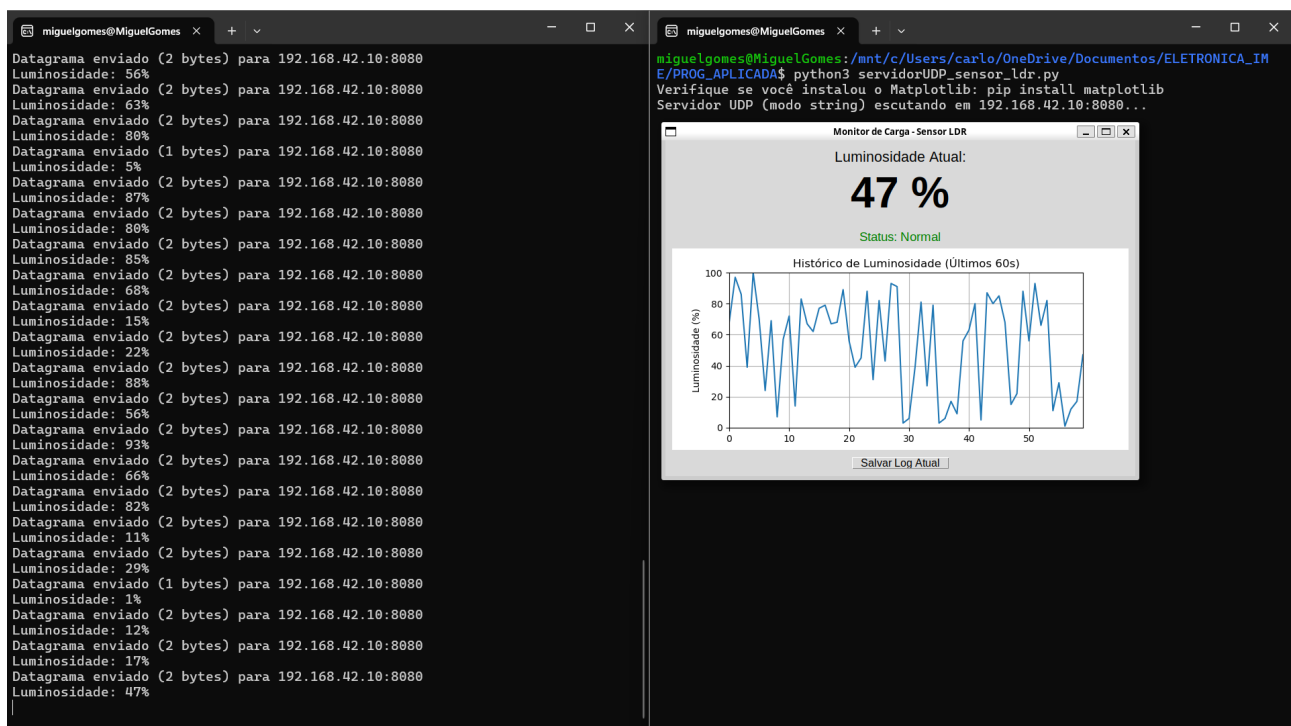 miguelgomes@MiguelGomes
Datagrama enviado (2 bytes) para 192.168.42.10:8080
Luminosidade: 56%
Datagrama enviado (2 bytes) para 192.168.42.10:8080
Luminosidade: 63%
Datagrama enviado (2 bytes) para 192.168.42.10:8080
Luminosidade: 80%
Datagrama enviado (1 bytes) para 192.168.42.10:8080
Luminosidade: 5%
Datagrama enviado (2 bytes) para 192.168.42.10:8080
Luminosidade: 87%
Datagrama enviado (2 bytes) para 192.168.42.10:8080
Luminosidade: 80%
Datagrama enviado (2 bytes) para 192.168.42.10:8080
Luminosidade: 85%
Datagrama enviado (2 bytes) para 192.168.42.10:8080
Luminosidade: 68%
Datagrama enviado (2 bytes) para 192.168.42.10:8080
Luminosidade: 15%
Datagrama enviado (2 bytes) para 192.168.42.10:8080
Luminosidade: 22%
Datagrama enviado (2 bytes) para 192.168.42.10:8080
Luminosidade: 88%
Datagrama enviado (2 bytes) para 192.168.42.10:8080
Luminosidade: 56%
Datagrama enviado (2 bytes) para 192.168.42.10:8080
Luminosidade: 93%
Datagrama enviado (2 bytes) para 192.168.42.10:8080
Luminosidade: 66%
Datagrama enviado (2 bytes) para 192.168.42.10:8080
Luminosidade: 82%
Datagrama enviado (2 bytes) para 192.168.42.10:8080
Luminosidade: 11%
Datagrama enviado (2 bytes) para 192.168.42.10:8080
Luminosidade: 29%
Datagrama enviado (1 bytes) para 192.168.42.10:8080
Luminosidade: 1%
Datagrama enviado (2 bytes) para 192.168.42.10:8080
Luminosidade: 12%
Datagrama enviado (2 bytes) para 192.168.42.10:8080
Luminosidade: 17%
Datagrama enviado (2 bytes) para 192.168.42.10:8080
Luminosidade: 47%
miguelgomes@MiguelGomes
miguelgomes@MiguelGomes:/mnt/c/Users/carlo/OneDrive/Documentos/ELETRONICA_IM
E/PROG_APLICADA$ python3 servidorUDP_sensor_ldr.py
Verifique se você instalou o Matplotlib: pip install matplotlib
Servidor UDP (modo string) escutando em 192.168.42.10:8080...
Monitor de Carga - Sensor LDR
Luminosidade Atual:
47 %
Status: Normal
Histórico de Luminosidade (Últimos 60s)
Luminosidade (%)
100
80
60
40
20
0
0 10 20 30 40 50
Salvar Log Atual